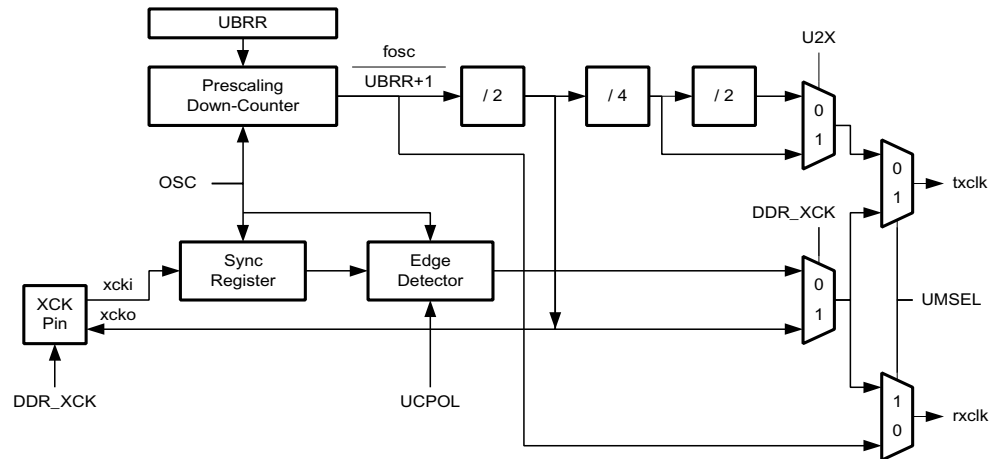 UBRR
fosc
UBRR+1
U2X
Prescaling
Down-Counter
/ 2
/ 4
/ 2
0
1
OSC
0
1
txclk
DDR_XCK
Sync
Register
Edge
Detector
xcki
0
1
UMSEL
XCK
Pin
xcko
DDR_XCK
UCPOL
1
0
rxclk